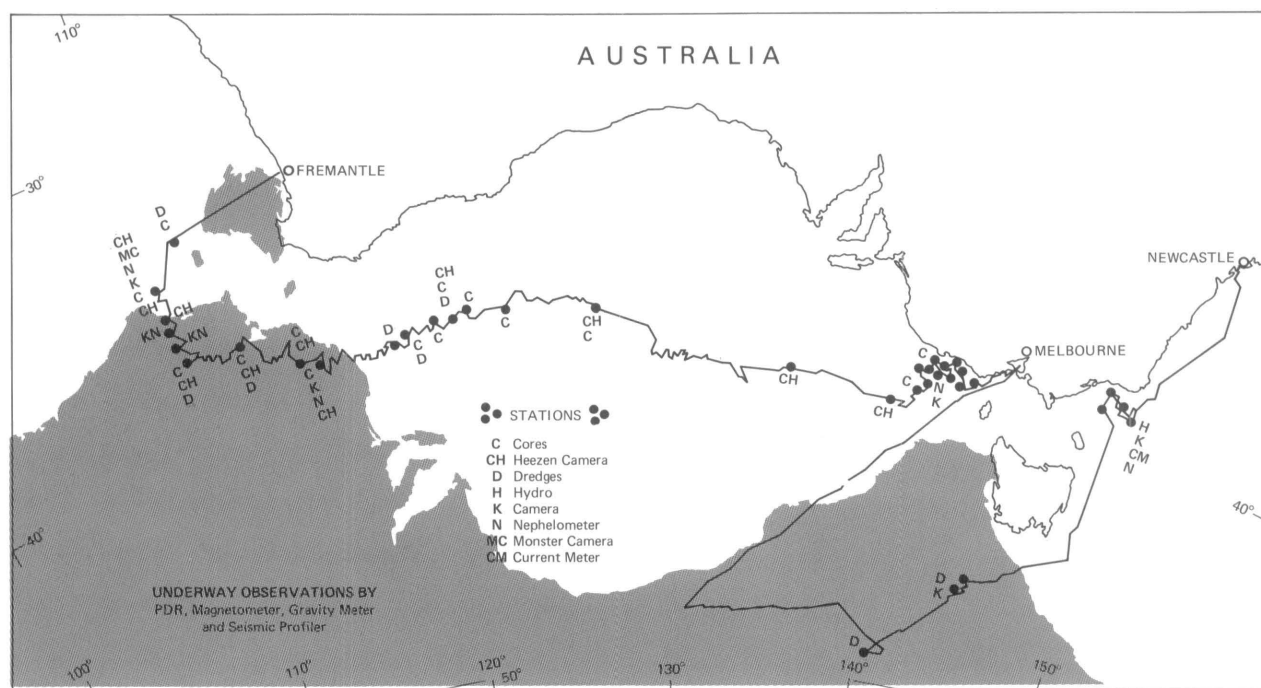 110°
AUSTRALIA
FREMANTLE
30°
D
C
CH
MC
N
K
C
CH
CH
KN
KN
C
CH
D
C
CH
D
C
CH
C
K
N
CH
D
C
D
CH
C
D
C
C
C
CH
C
CH
CH
C
C
N
K
MELBOURNE
NEWCASTLE
H
K
CM
N
STATIONS
C Cores
CH Heezen Camera
D Dredges
H Hydro
K Camera
N Nephelometer
MC Monster Camera
CM Current Meter
40°
40°
UNDERWAY OBSERVATIONS BY
PDR, Magnetometer, Gravity Meter
and Seismic Profiler
D
K
D
100°
110°
120°
50°
130°
140°
150°